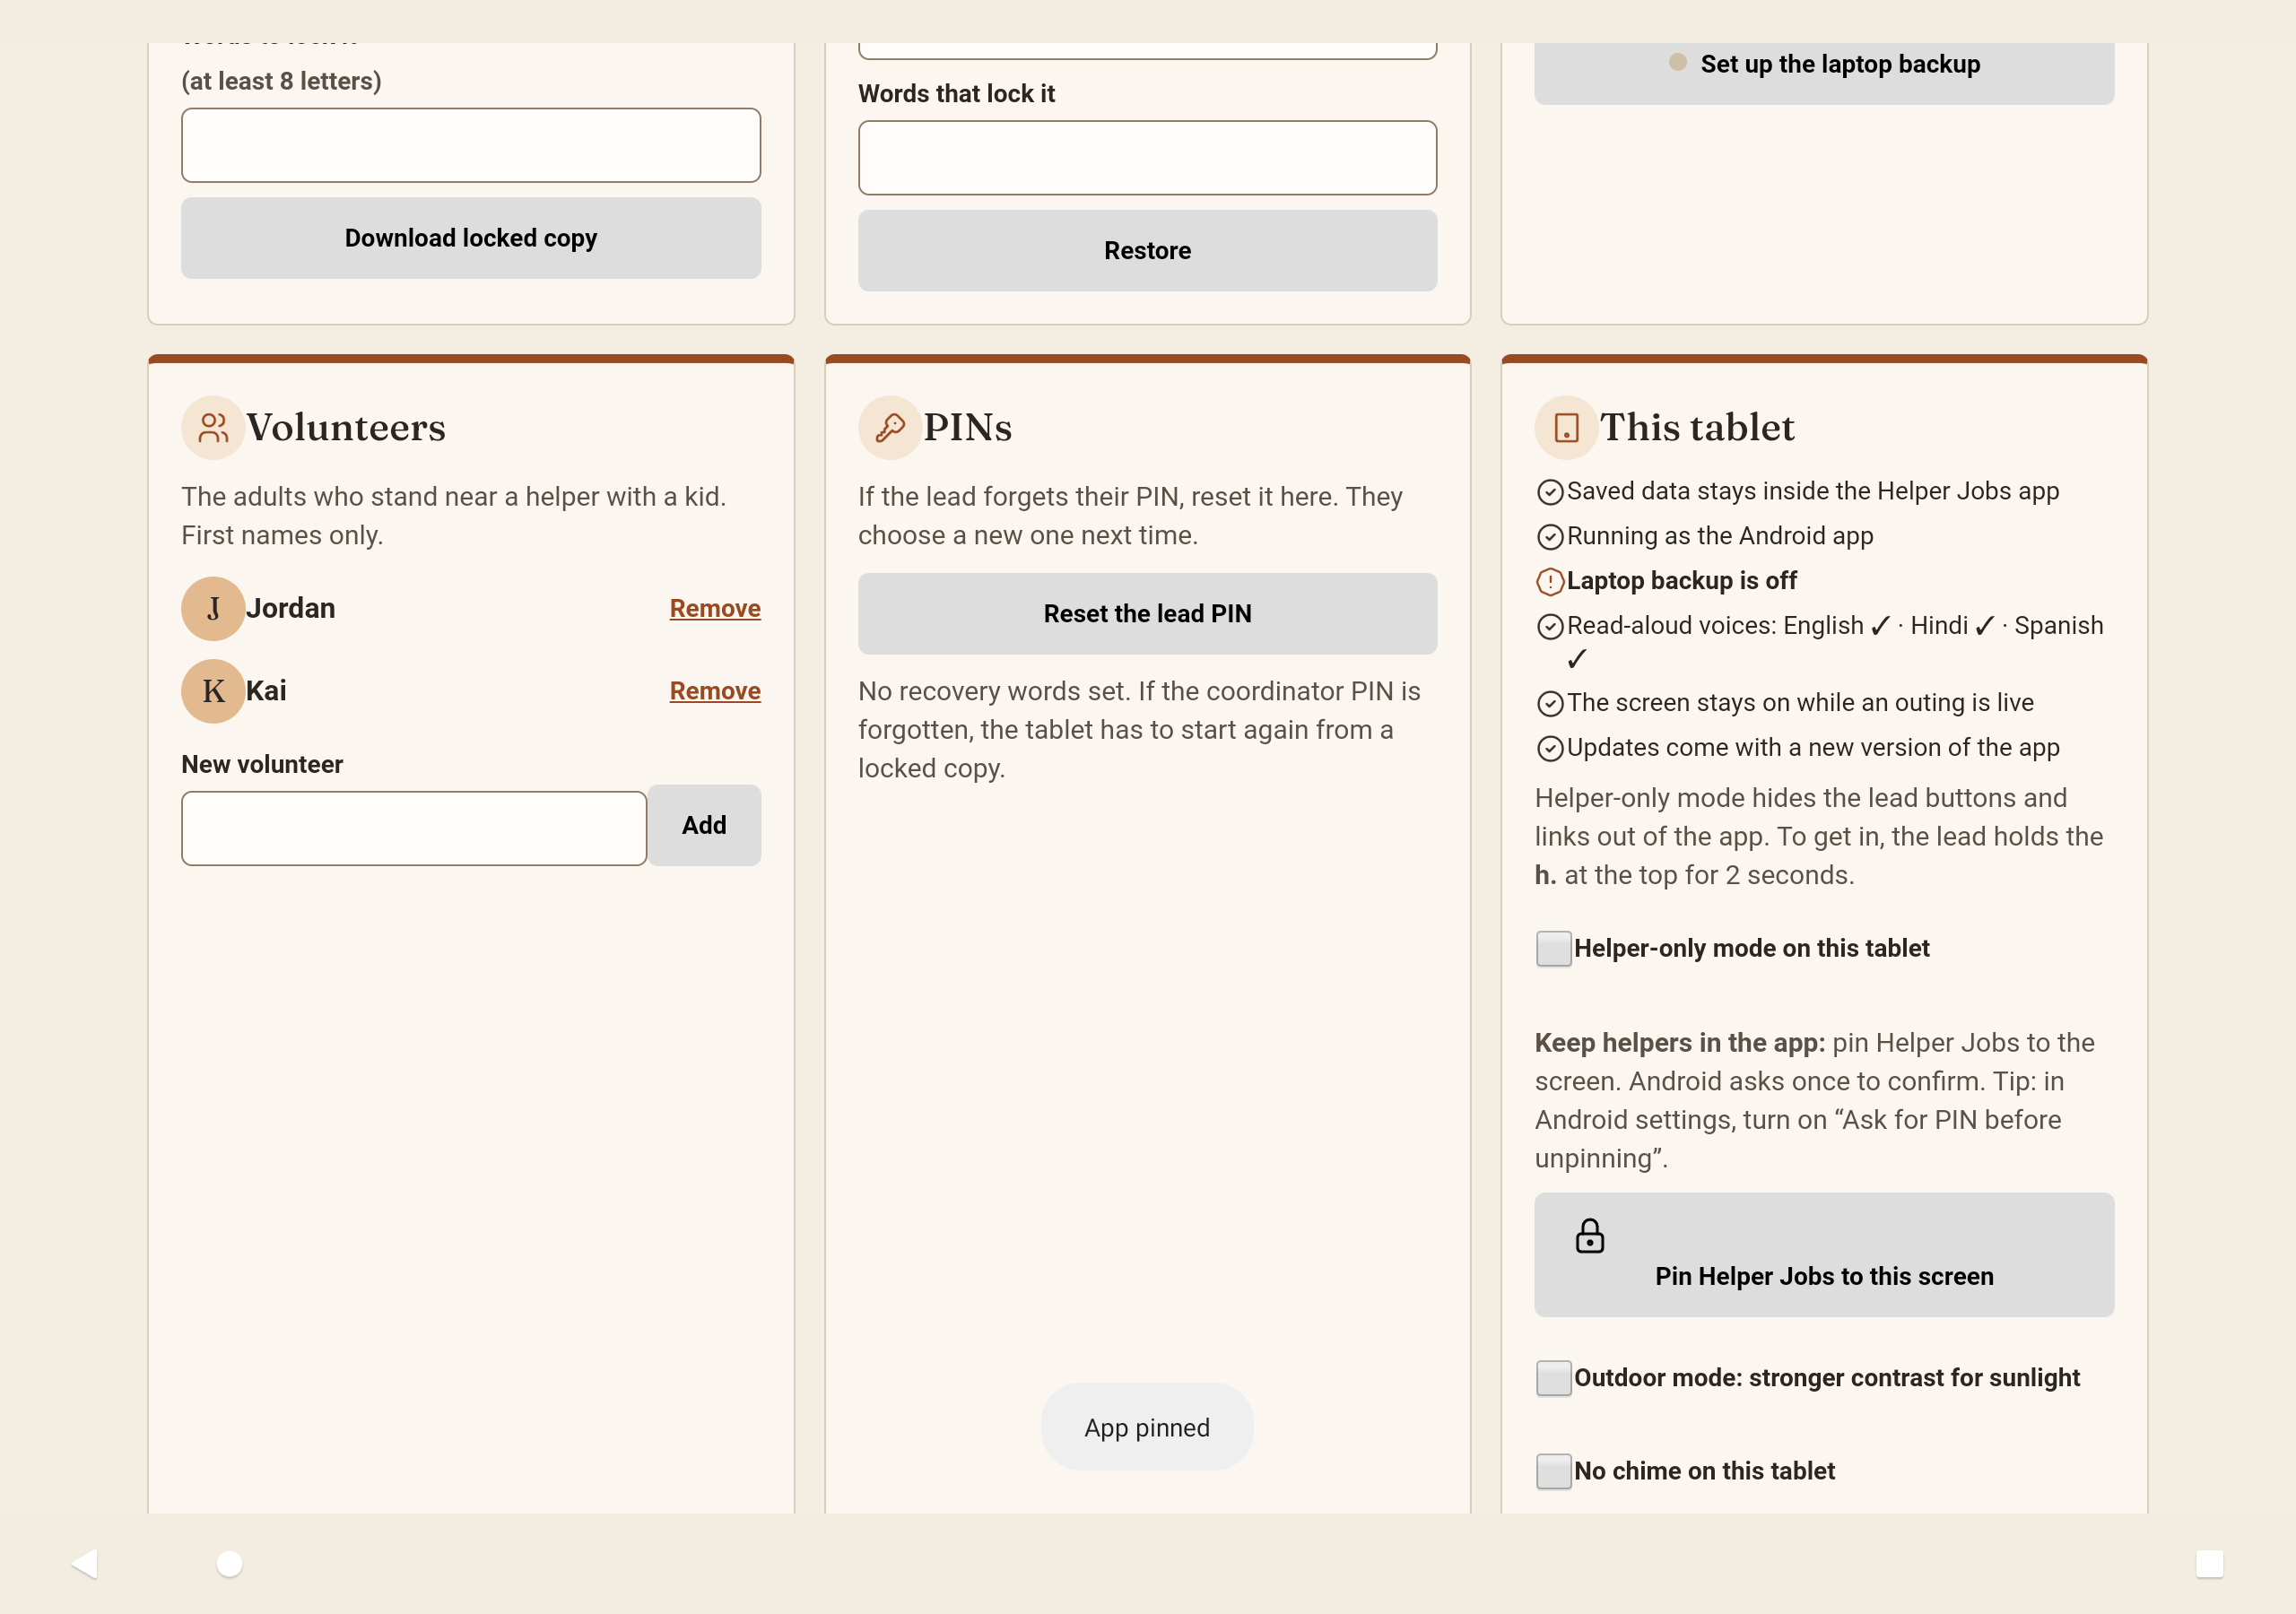 (at least 8 letters)
Download locked copy
Words that lock it
Restore
Set up the laptop backup
Volunteers
The adults who stand near a helper with a kid.
First names only.
J Jordan Remove
K Kai Remove
New volunteer
Add
PINs
If the lead forgets their PIN, reset it here. They
choose a new one next time.
Reset the lead PIN
No recovery words set. If the coordinator PIN is
forgotten, the tablet has to start again from a
locked copy.
App pinned
This tablet
Saved data stays inside the Helper Jobs app
Running as the Android app
Laptop backup is off
Read-aloud voices: English ✓ · Hindi ✓ · Spanish
✓
The screen stays on while an outing is live
Updates come with a new version of the app
Helper-only mode hides the lead buttons and
links out of the app. To get in, the lead holds the
h. at the top for 2 seconds.
Helper-only mode on this tablet
Keep helpers in the app: pin Helper Jobs to the
screen. Android asks once to confirm. Tip: in
Android settings, turn on “Ask for PIN before
unpinning”.
Pin Helper Jobs to this screen
Outdoor mode: stronger contrast for sunlight
No chime on this tablet